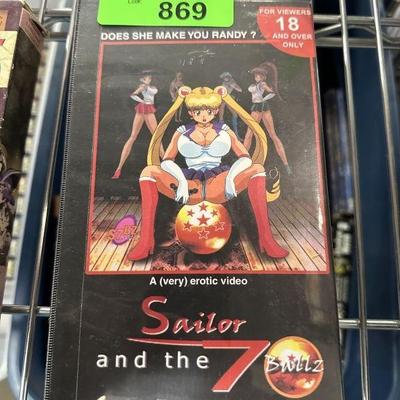 869
DOES SHE MAKE YOU RANDY ?
FOR VIEWERS
18
AND OVER
ONLY
A (very) erotic video
Sailor
and the 7
Ballz